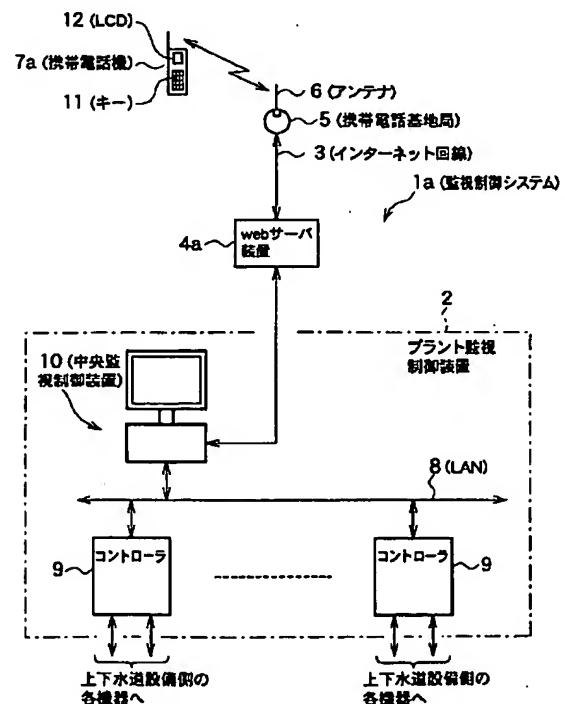 12 (LCD)
7a (携帯電話機)
11 (キー)
6 (アンテナ)
5 (携帯電話基地局)
3 (インターネット回線)
1a (監視制御システム)
4a
webサーバ
装置
2
プラント監視
制御装置
10 (中央監
視制御装置)
8 (LAN)
9
コントローラ
コントローラ
9
上下水道設備側の
各機器へ
上下水道設備側の
各機器へ